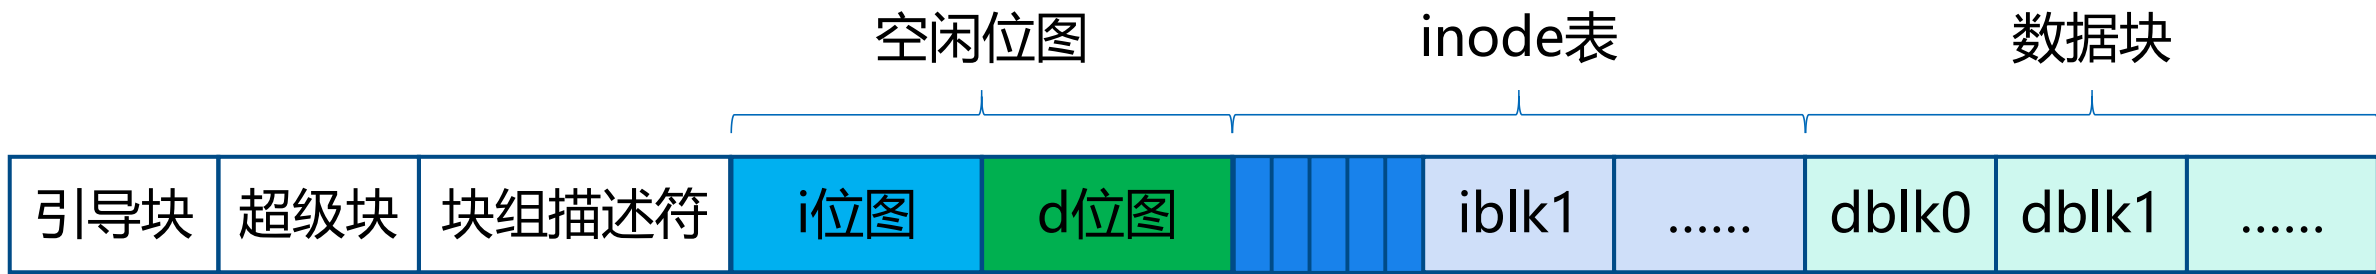 空闲位图 inode表 数据块
引导块 超级块 块组描述符 i位图 d位图 iblk1 …… dblk0 dblk1 ……